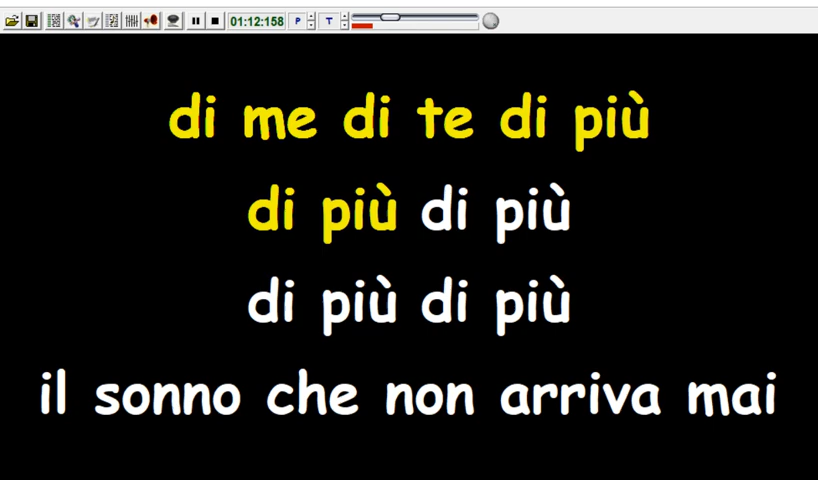 01:12:158 P T
di me di te di più
di più di più
di più di più
il sonno che non arriva mai